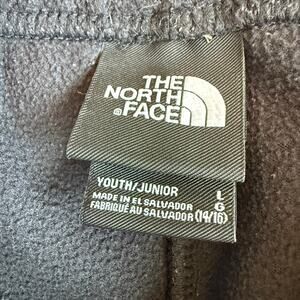 THE
NORTH
FACE
YOUTH/JUNIOR L
MADE IN EL SALVADOR G
FABRIQUÉ AU SALVADOR (14/16)